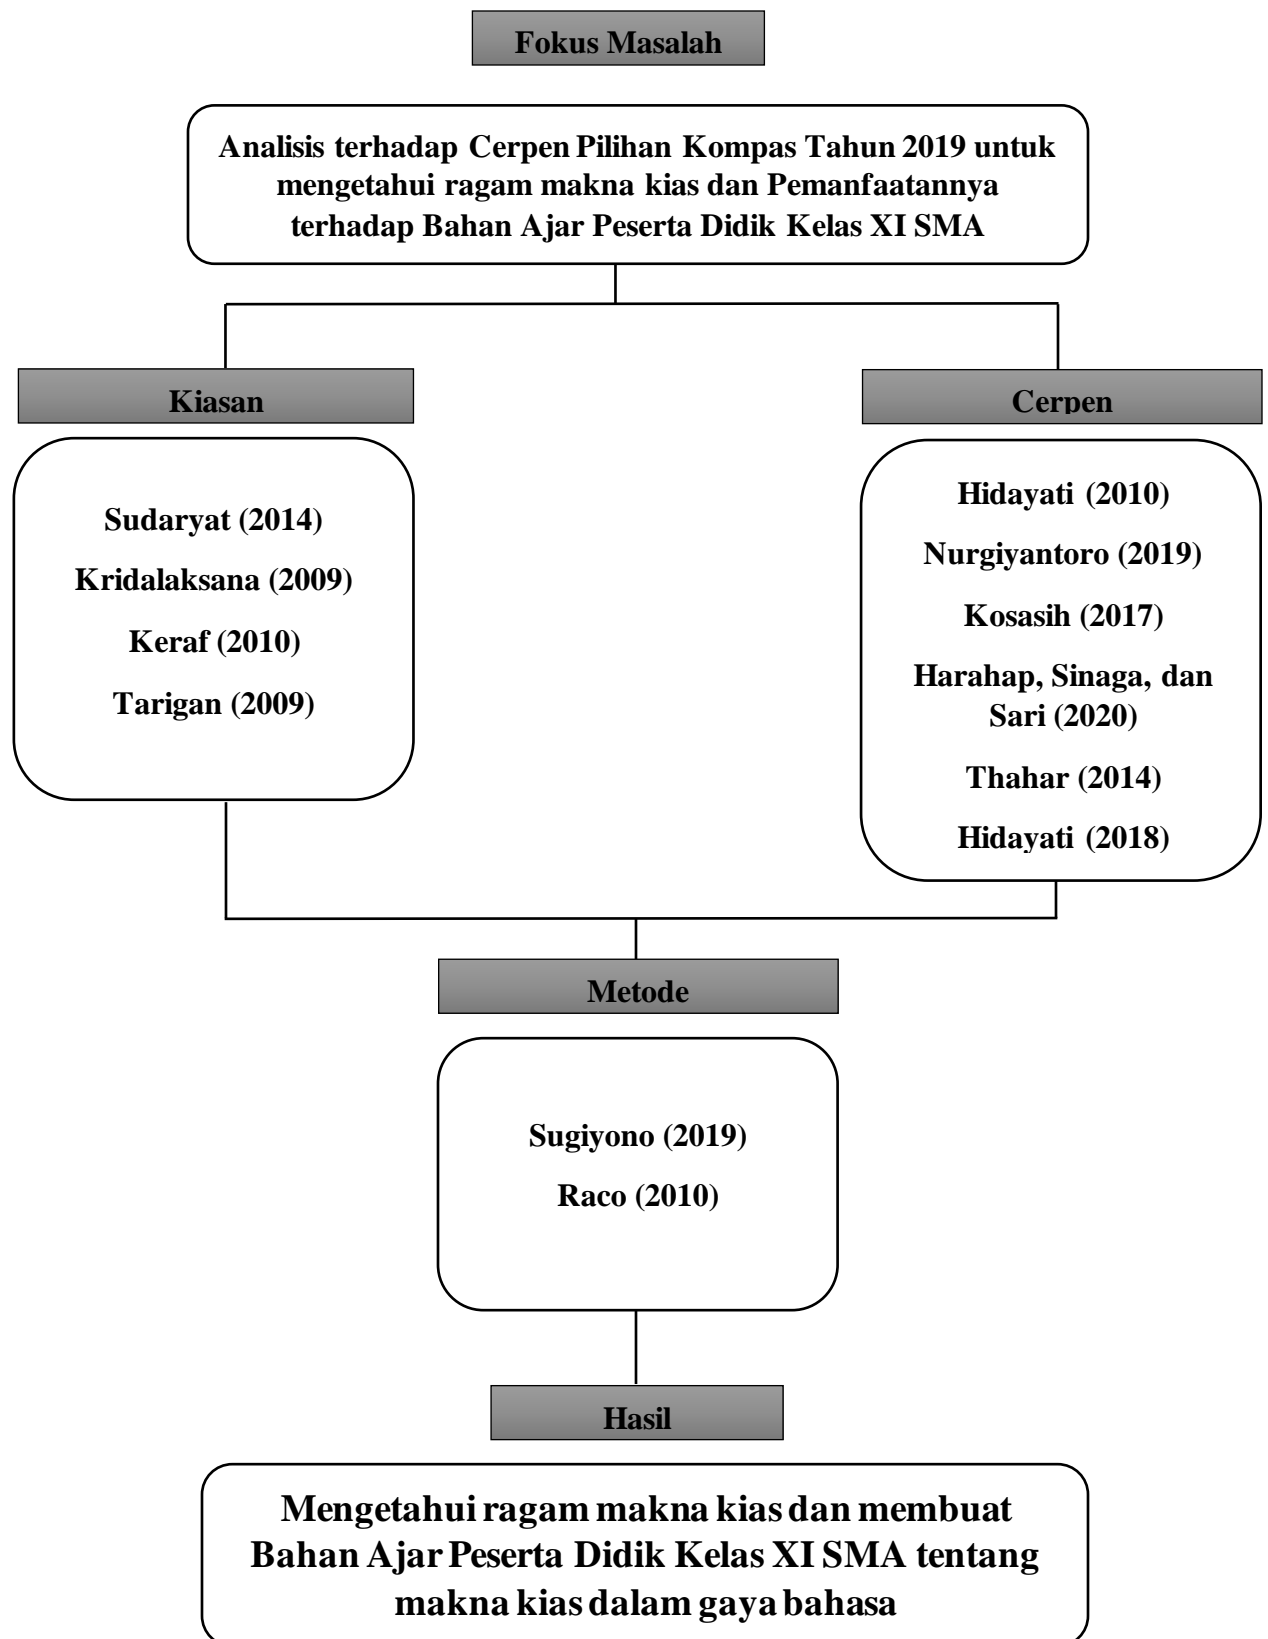 Fokus Masalah
Analisis terhadap Cerpen Pilihan Kompas Tahun 2019 untuk
mengetahui ragam makna kias dan Pemanfaatannya
terhadap Bahan Ajar Peserta Didik Kelas XI SMA
Kiasan
Sudaryat (2014)
Kridalaksana (2009)
Keraf (2010)
Tarigan (2009)
Cerpen
Hidayati (2010)
Nurgiyantoro (2019)
Kosasih (2017)
Harahap, Sinaga, dan
Sari (2020)
Thahar (2014)
Hidayati (2018)
Metode
Sugiyono (2019)
Raco (2010)
Hasil
Mengetahui ragam makna kias dan membuat
Bahan Ajar Peserta Didik Kelas XI SMA tentang
makna kias dalam gaya bahasa